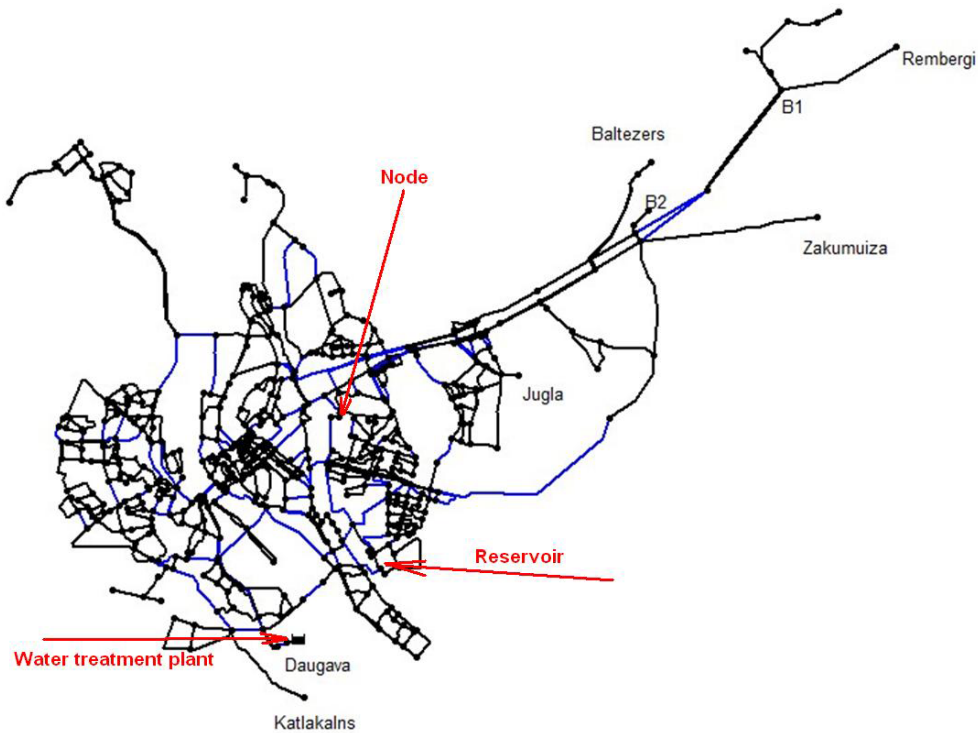 Rembergi
B1
Baltezers
Node
B2
Zakumuiza
Jugla
Reservoir
Water treatment plant
Daugava
Katlakalns